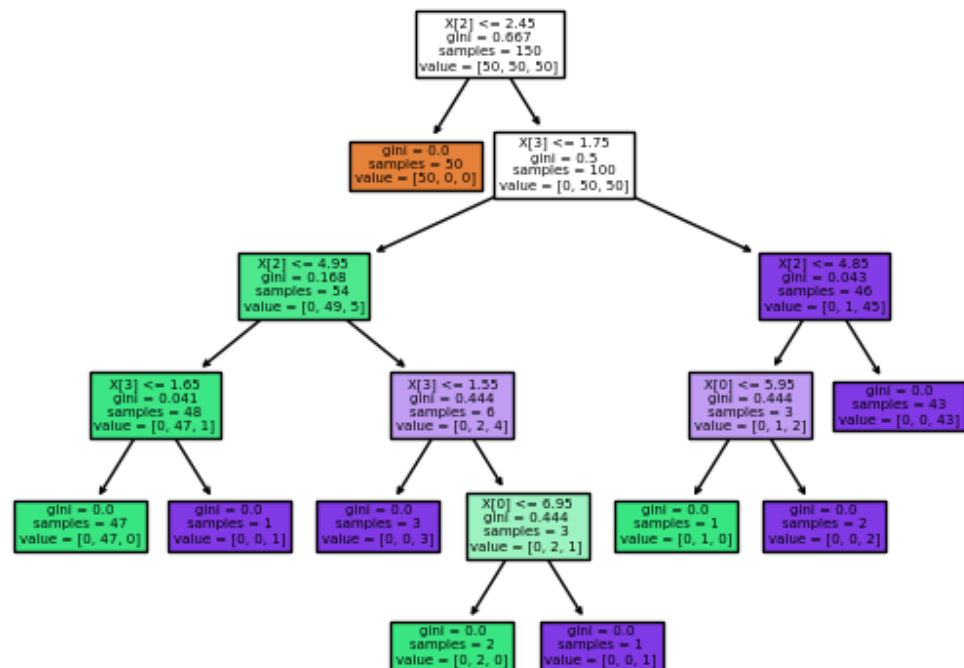 X[2] <= 2.45
gini = 0.667
samples = 150
value = [50, 50, 50]
gini = 0.0
samples = 50
value = [50, 0, 0]
X[3] <= 1.75
gini = 0.5
samples = 100
value = [0, 50, 50]
X[2] <= 4.95
gini = 0.168
samples = 54
value = [0, 49, 5]
X[2] <= 4.85
gini = 0.043
samples = 46
value = [0, 1, 45]
X[3] <= 1.65
gini = 0.041
samples = 48
value = [0, 47, 1]
X[3] <= 1.55
gini = 0.444
samples = 6
value = [0, 2, 4]
X[0] <= 5.95
gini = 0.444
samples = 3
value = [0, 1, 2]
gini = 0.0
samples = 43
value = [0, 0, 43]
gini = 0.0
samples = 47
value = [0, 47, 0]
gini = 0.0
samples = 1
value = [0, 0, 1]
gini = 0.0
samples = 3
value = [0, 0, 3]
X[0] <= 6.95
gini = 0.444
samples = 3
value = [0, 2, 1]
gini = 0.0
samples = 1
value = [0, 1, 0]
gini = 0.0
samples = 2
value = [0, 0, 2]
gini = 0.0
samples = 2
value = [0, 2, 0]
gini = 0.0
samples = 1
value = [0, 0, 1]